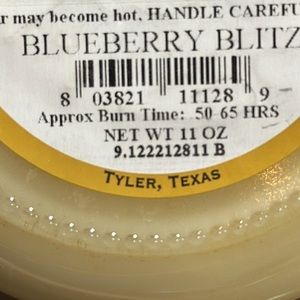 r may become hot. HANDLE CAREFU
BLUEBERRY BLITZ
8 03821 11128 9
Approx Burn Time: 50-65 HRS
NET WT 11 OZ
9.122212811 B
TYLER, TEXAS